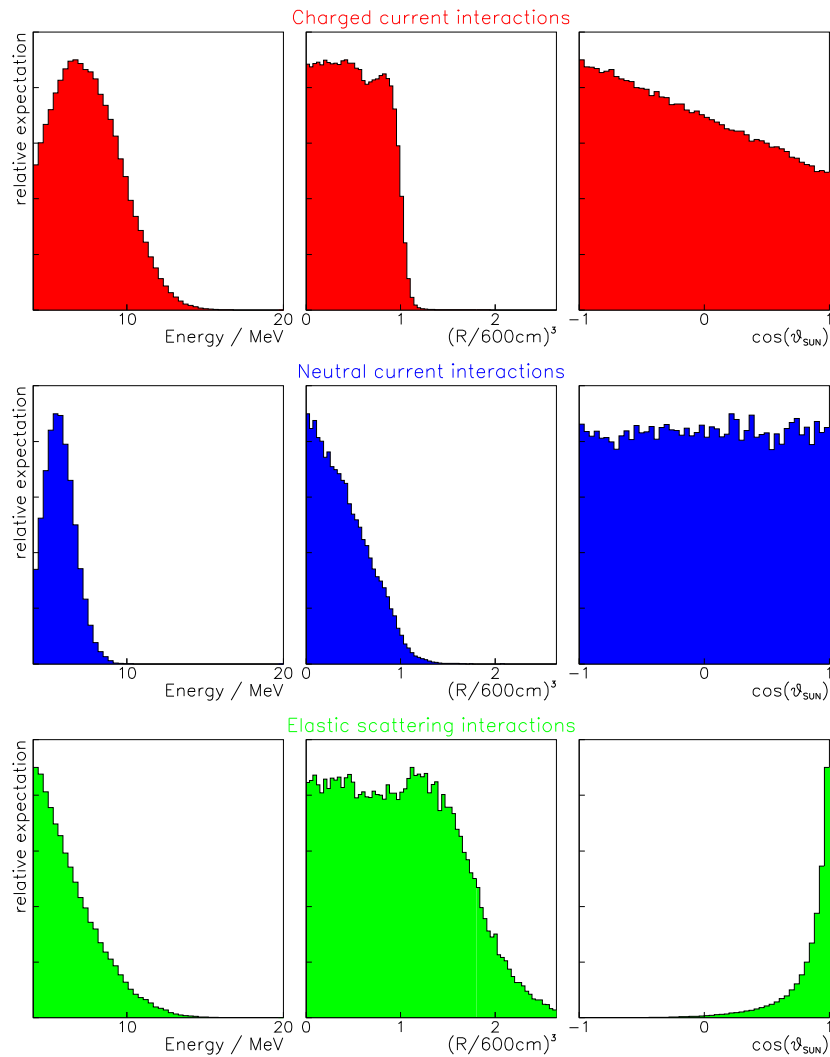 Charged current interactions
relative expectation
10 20
Energy / MeV
0 1 2
(R/600cm)³
-1 0 1
cos(ϑSUN)
Neutral current interactions
relative expectation
10 20
Energy / MeV
0 1 2
(R/600cm)³
-1 0 1
cos(ϑSUN)
Elastic scattering interactions
relative expectation
10 20
Energy / MeV
0 1 2
(R/600cm)³
-1 0 1
cos(ϑSUN)